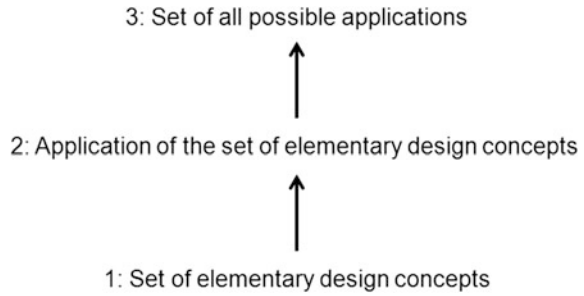 3: Set of all possible applications
2: Application of the set of elementary design concepts
1: Set of elementary design concepts